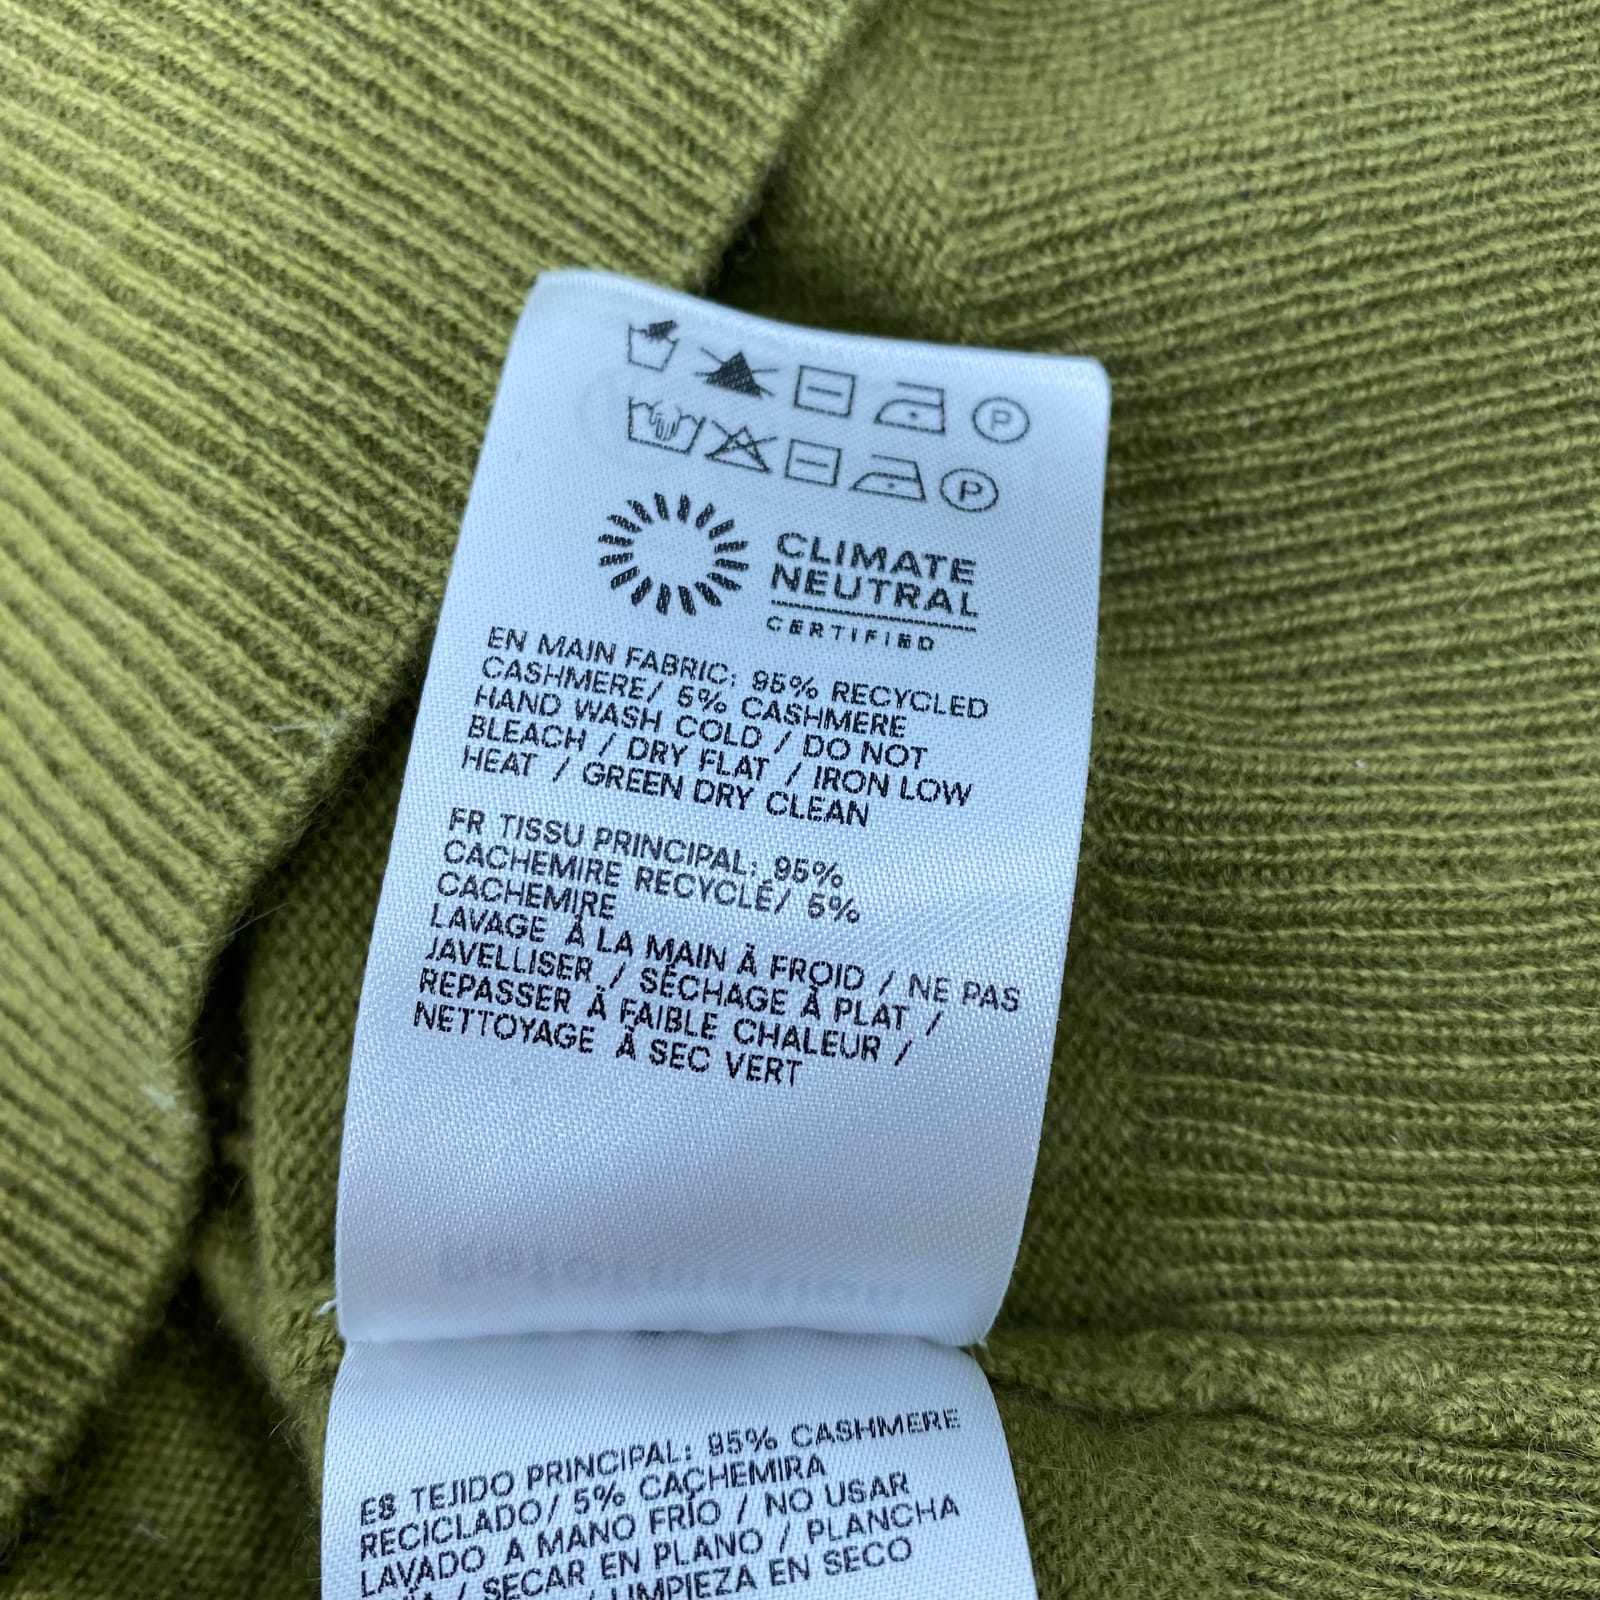 P
P
CLIMATE
NEUTRAL
CERTIFIED
EN MAIN FABRIC: 95% RECYCLED
CASHMERE/ 5% CASHMERE
HAND WASH COLD / DO NOT
BLEACH / DRY FLAT / IRON LOW
HEAT / GREEN DRY CLEAN
FR TISSU PRINCIPAL: 95%
CACHEMIRE RECYCLÉ/ 5%
CACHEMIRE
LAVAGE À LA MAIN À FROID / NE PAS
JAVELLISER / SÉCHAGE À PLAT /
REPASSER À FAIBLE CHALEUR /
NETTOYAGE À SEC VERT
ES TEJIDO PRINCIPAL: 95% CASHMERE
RECICLADO/ 5% CACHEMIRA
LAVADO A MANO FRÍO / NO USAR
/ SECAR EN PLANO / PLANCHA
/ LIMPIEZA EN SECO